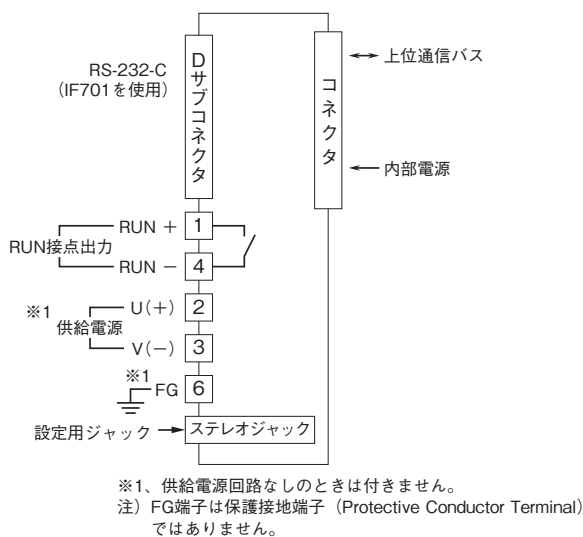 RS-232-C
（IF701を使用）
Dサブコネクタ
コネクタ
上位通信バス
内部電源
RUN接点出力
RUN ＋
1
RUN －
4
※1
供給電源
U（＋）
2
V（－）
3
※1
FG
6
設定用ジャック
ステレオジャック
※1、供給電源回路なしのときは付きません。
注）FG端子は保護接地端子（Protective Conductor Terminal）
ではありません。